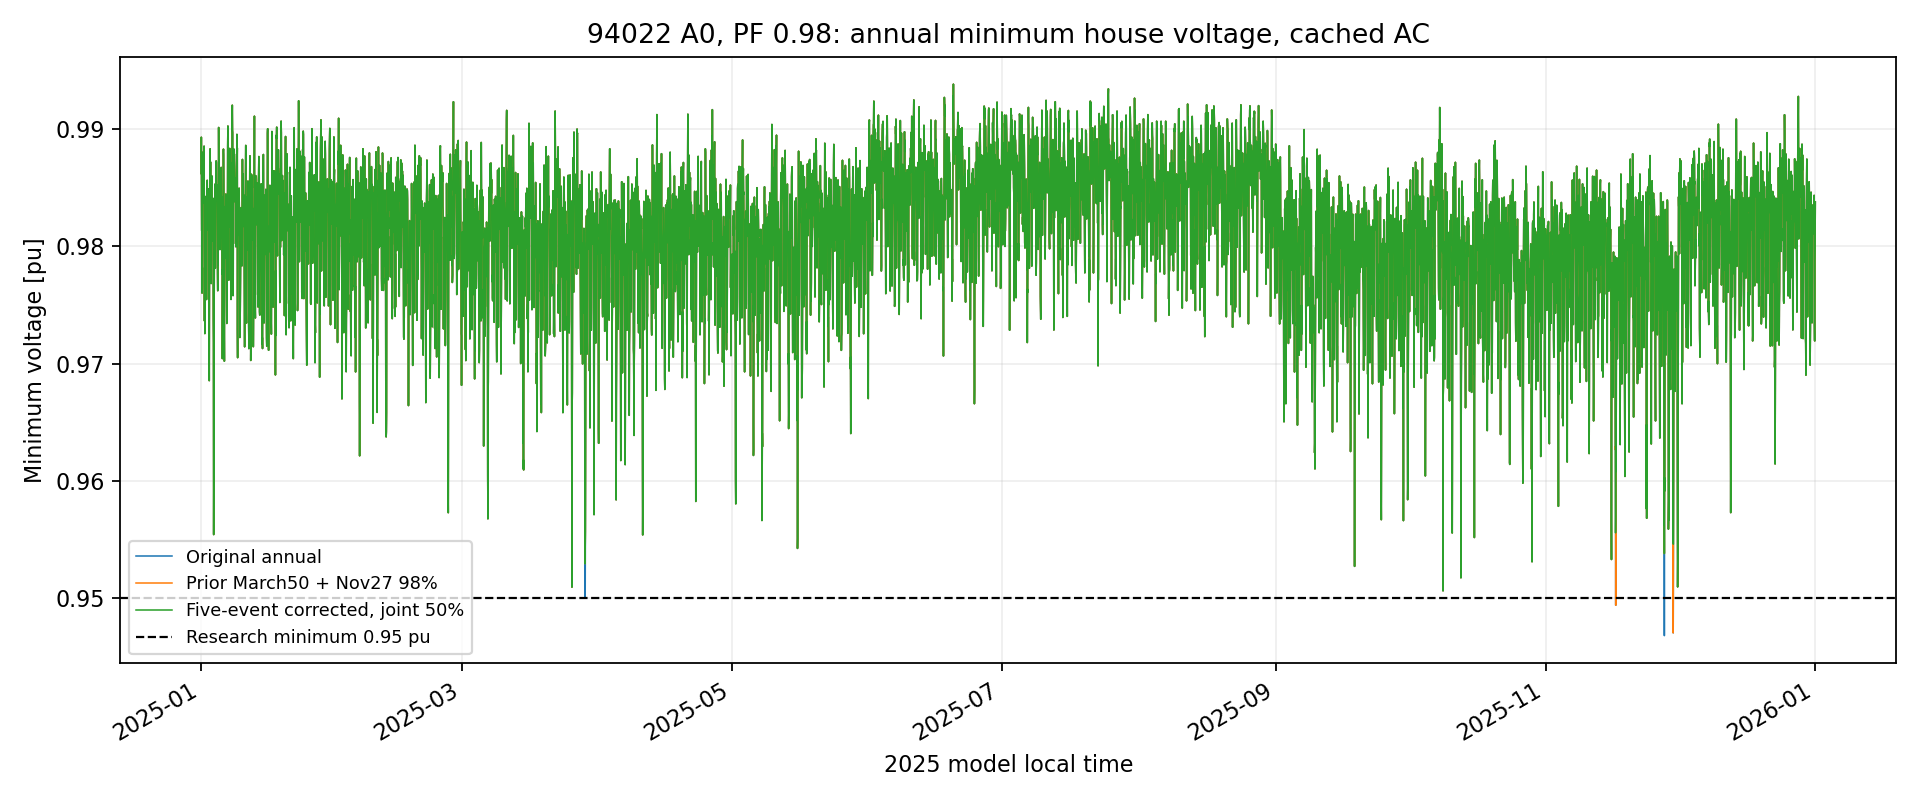 94022 A0, PF 0.98: annual minimum house voltage, cached AC
Minimum voltage [pu]
0.99
0.98
0.97
0.96
0.95
Original annual
Prior March50 + Nov27 98%
Five-event corrected, joint 50%
Research minimum 0.95 pu
2025-01
2025-03
2025-05
2025-07
2025-09
2025-11
2026-01
2025 model local time